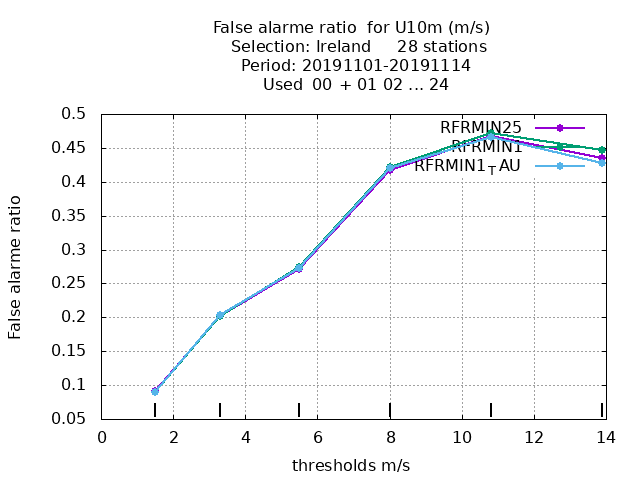 False alarme ratio  for U10m (m/s)
Selection: Ireland     28 stations
Period: 20191101-20191114
Used  00 + 01 02 ... 24
0.5
0.45
0.4
0.35
0.3
0.25
0.2
0.15
0.1
0.05
False alarme ratio
RFRMIN25
RFRMIN1
RFRMIN1TAU
0 2 4 6 8 10 12 14
thresholds m/s